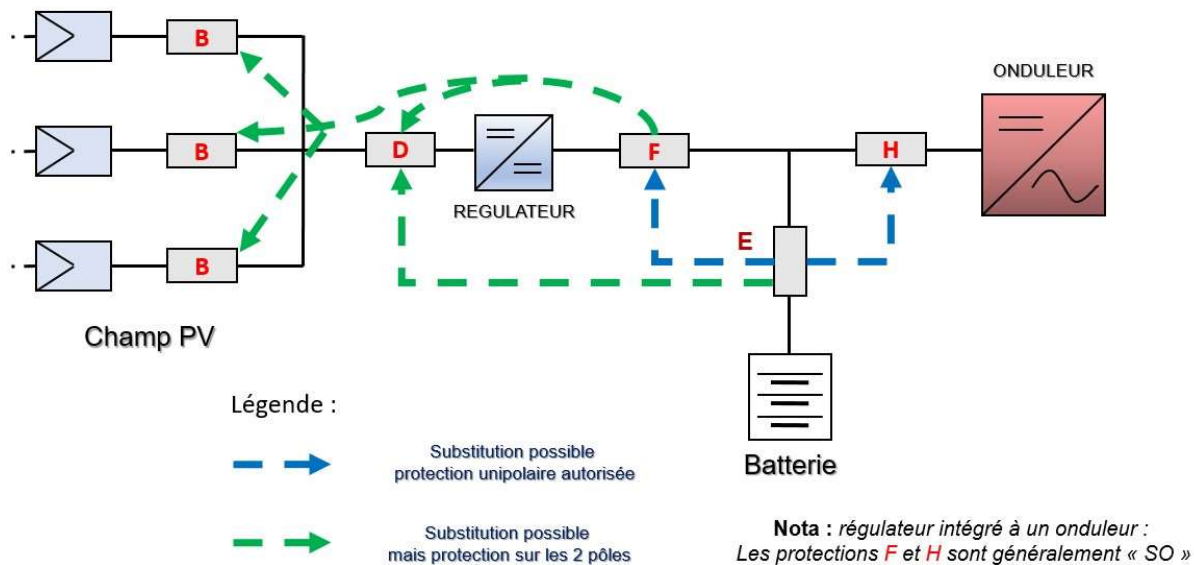 B
ONDULEUR
B
D
F
H
REGULATEUR
E
B
Champ PV
Légende :
Substitution possible
protection unipolaire autorisée
Batterie
Substitution possible
mais protection sur les 2 pôles
Nota : régulateur intégré à un onduleur :
Les protections F et H sont généralement « SO »